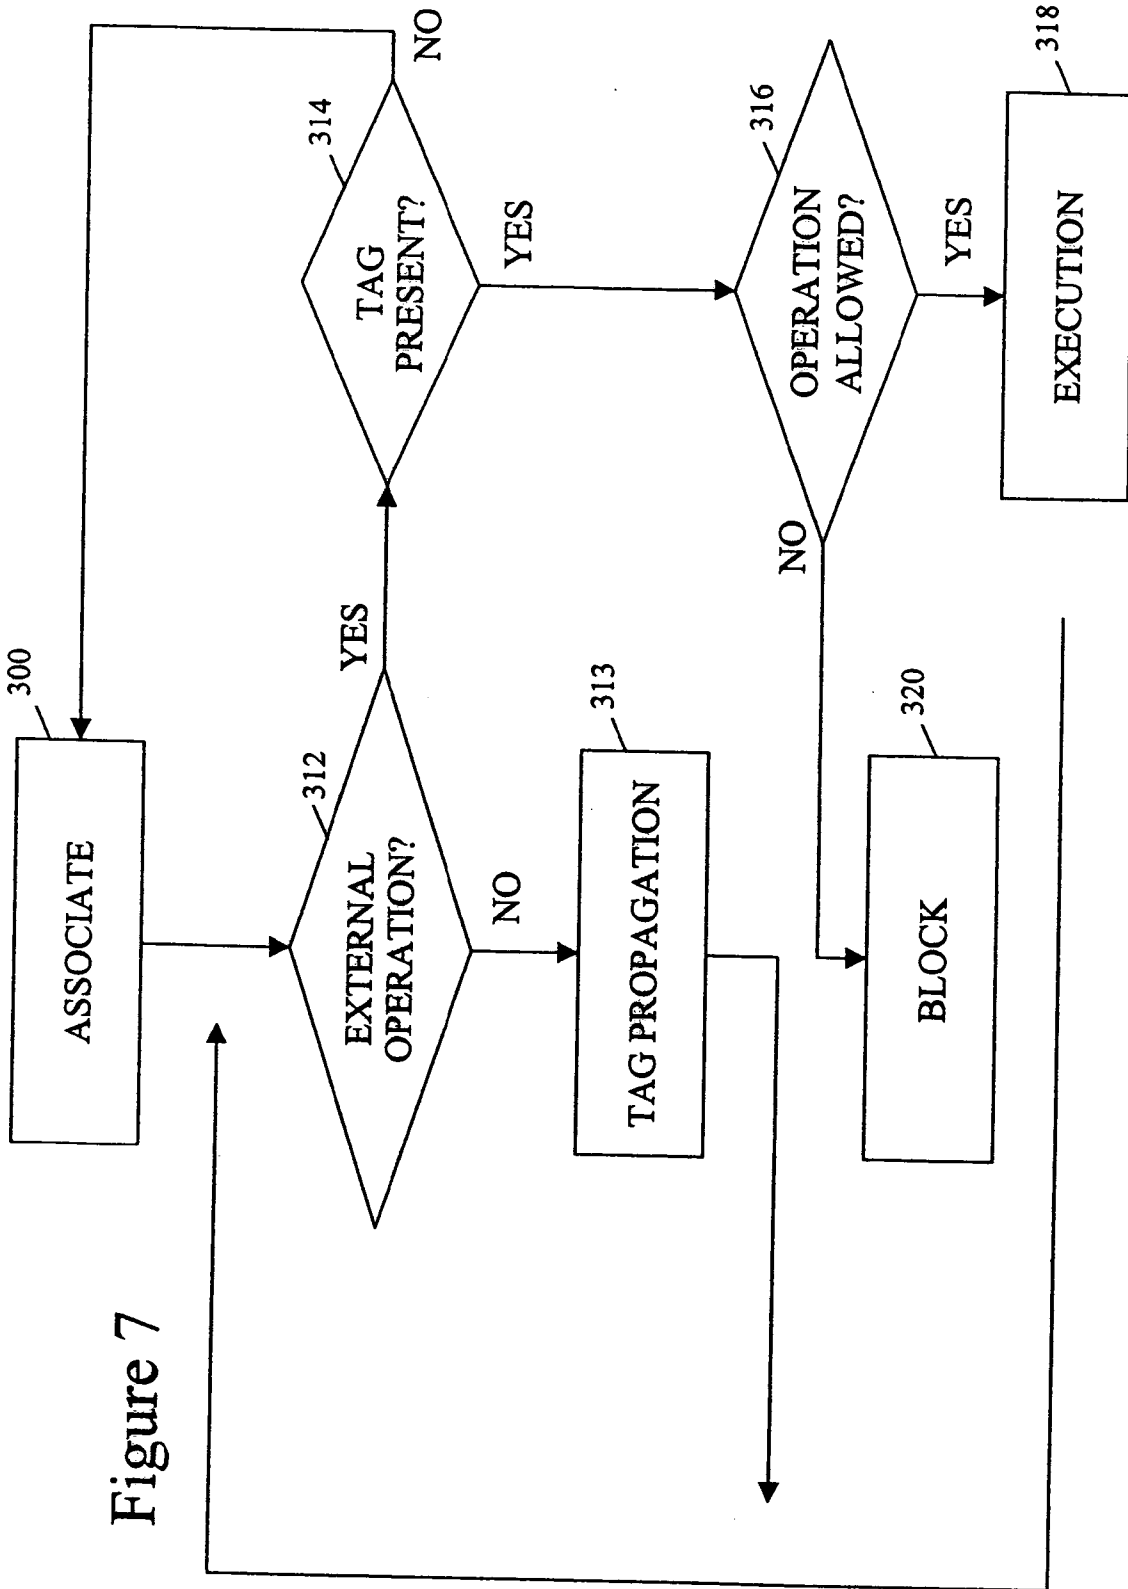 Figure 7
300
ASSOCIATE
312
EXTERNAL
OPERATION?
YES
NO
314
TAG
PRESENT?
NO
YES
313
TAG PROPAGATION
316
OPERATION
ALLOWED?
NO
YES
320
BLOCK
318
EXECUTION